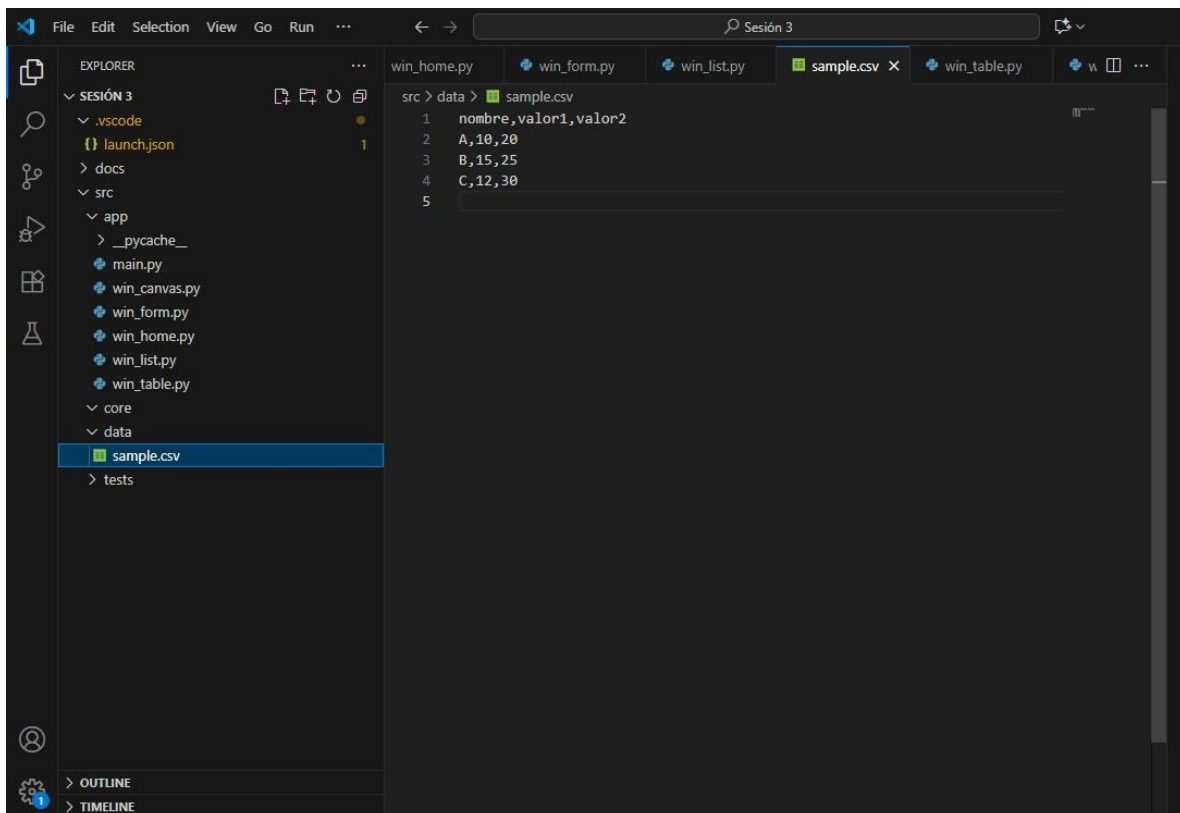 File Edit Selection View Go Run ···
Sesión 3
EXPLORER
SESIÓN 3
.vscode
{} launch.json 1
docs
src
app
__pycache__
main.py
win_canvas.py
win_form.py
win_home.py
win_list.py
win_table.py
core
data
sample.csv
tests
OUTLINE
TIMELINE
1
win_home.py win_form.py win_list.py sample.csv win_table.py
src > data > sample.csv
1 nombre,valor1,valor2
2 A,10,20
3 B,15,25
4 C,12,30
5